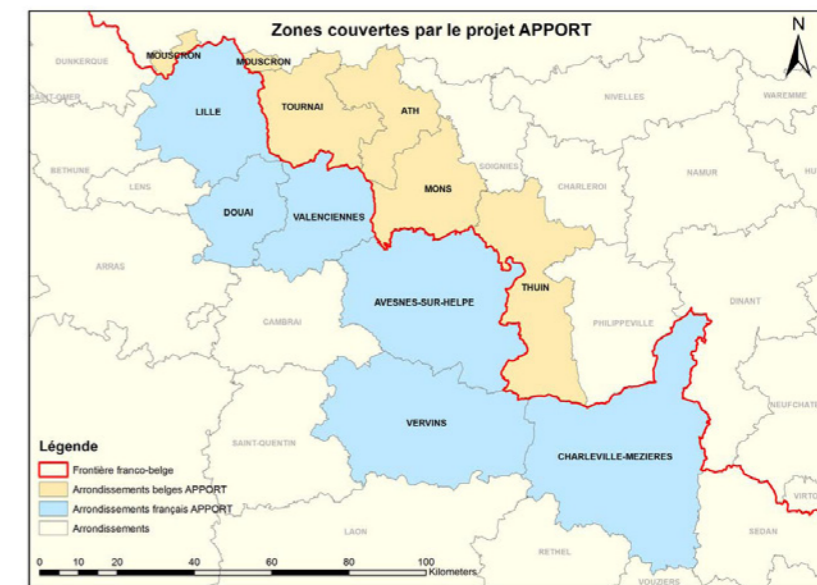 Zones couvertes par le projet APPORT
N
DUNKERQUE
MOUSCRON
MOUSCRON
SAINT-OMER
LILLE
TOURNAI
ATH
NIVELLES
WAREMME
BETHUNE
LENS
SOIGNIES
CHARLEROI
NAMUR
HU
DOUAI
VALENCIENNES
MONS
ARRAS
AVESNES-SUR-HELPE
THUIN
DINANT
CAMBRAI
PHILIPPEVILLE
NEUFCHATE
VERVINS
SAINT-QUENTIN
CHARLEVILLE-MEZIERES
VIRTO
LAON
RETHEL
SEDAN
VOUZIERS
Légende
Frontière franco-belge
Arrondissements belges APPORT
Arrondissements français APPORT
Arrondissements
0 10 20 40 60 80 100
Kilometers